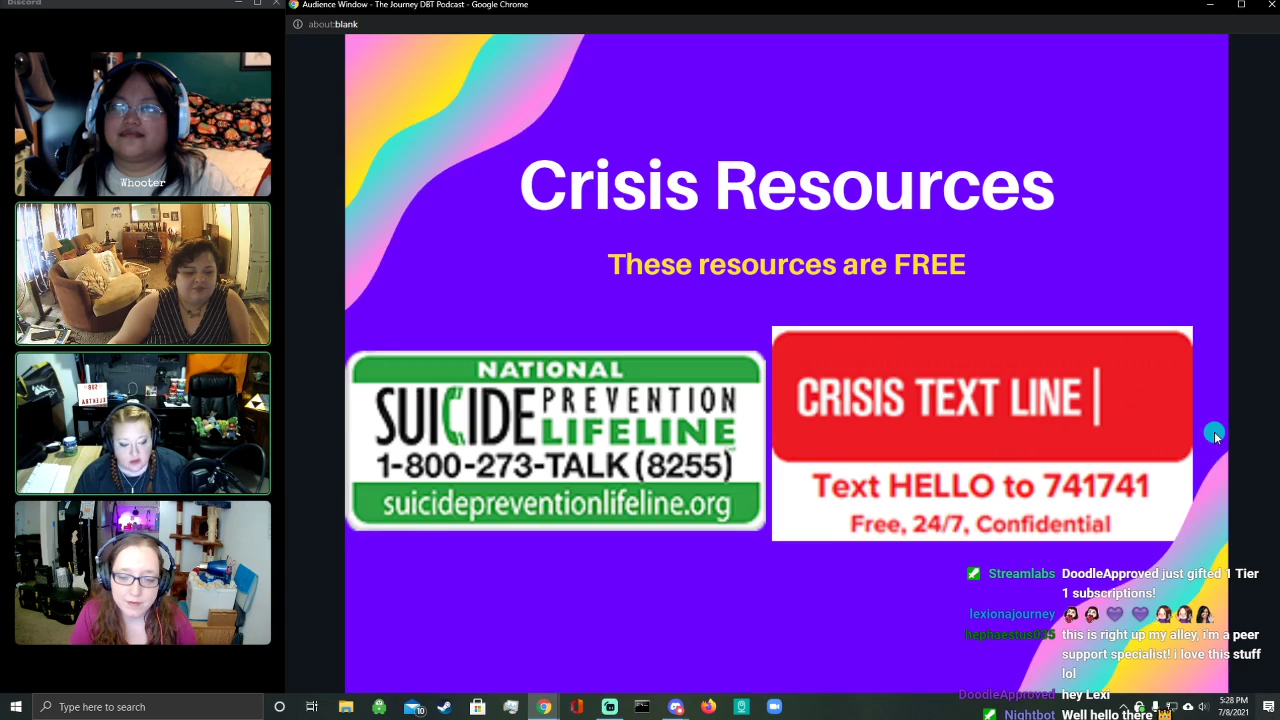 Discord
Audience Window - The Journey DBT Podcast - Google Chrome
about:blank
Whooter
Crisis Resources
These resources are FREE
NATIONAL
SUICIDE PREVENTION
LIFELINE
1-800-273-TALK (8255)
suicidepreventionlifeline.org
CRISIS TEXT LINE |
Text HELLO to 741741
Free, 24/7, Confidential
Streamlabs DoodleApproved just gifted 1 Tier
1 subscriptions!
lexionajourney
hephaestus035 this is right up my alley, i'm a peer
support specialist! i love this stuff
lol
DoodleApproved hey Lexi
Nightbot Well hello there
Type here to search
10
5:28 PM
7/8/2021